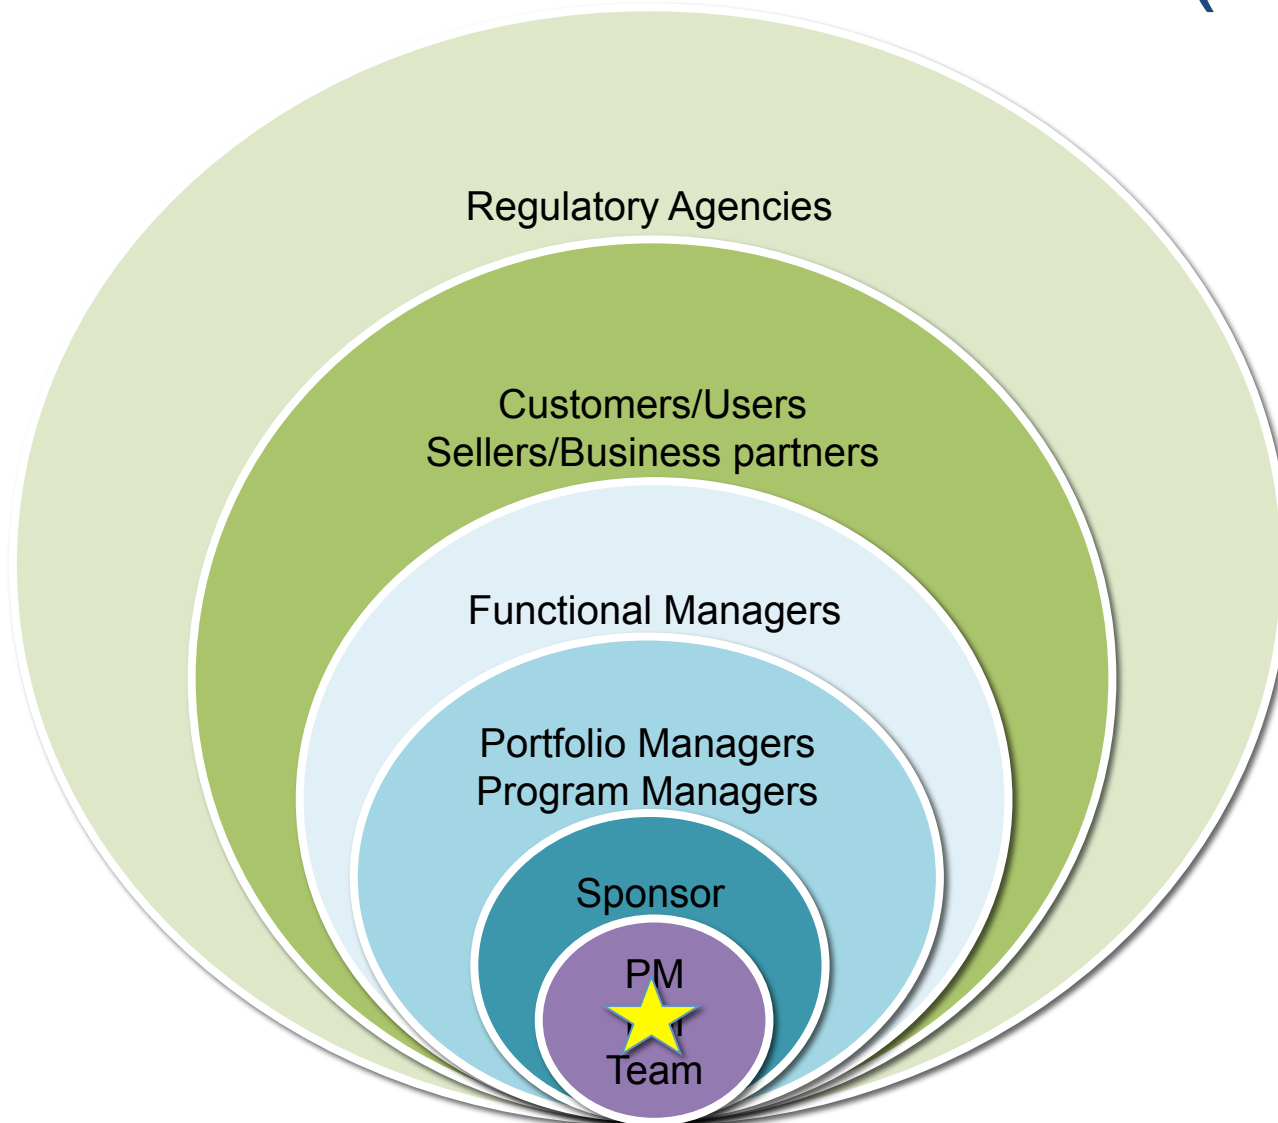 Regulatory Agencies
Customers/Users
Sellers/Business partners
Functional Managers
Portfolio Managers
Program Managers
Sponsor
PM
Team